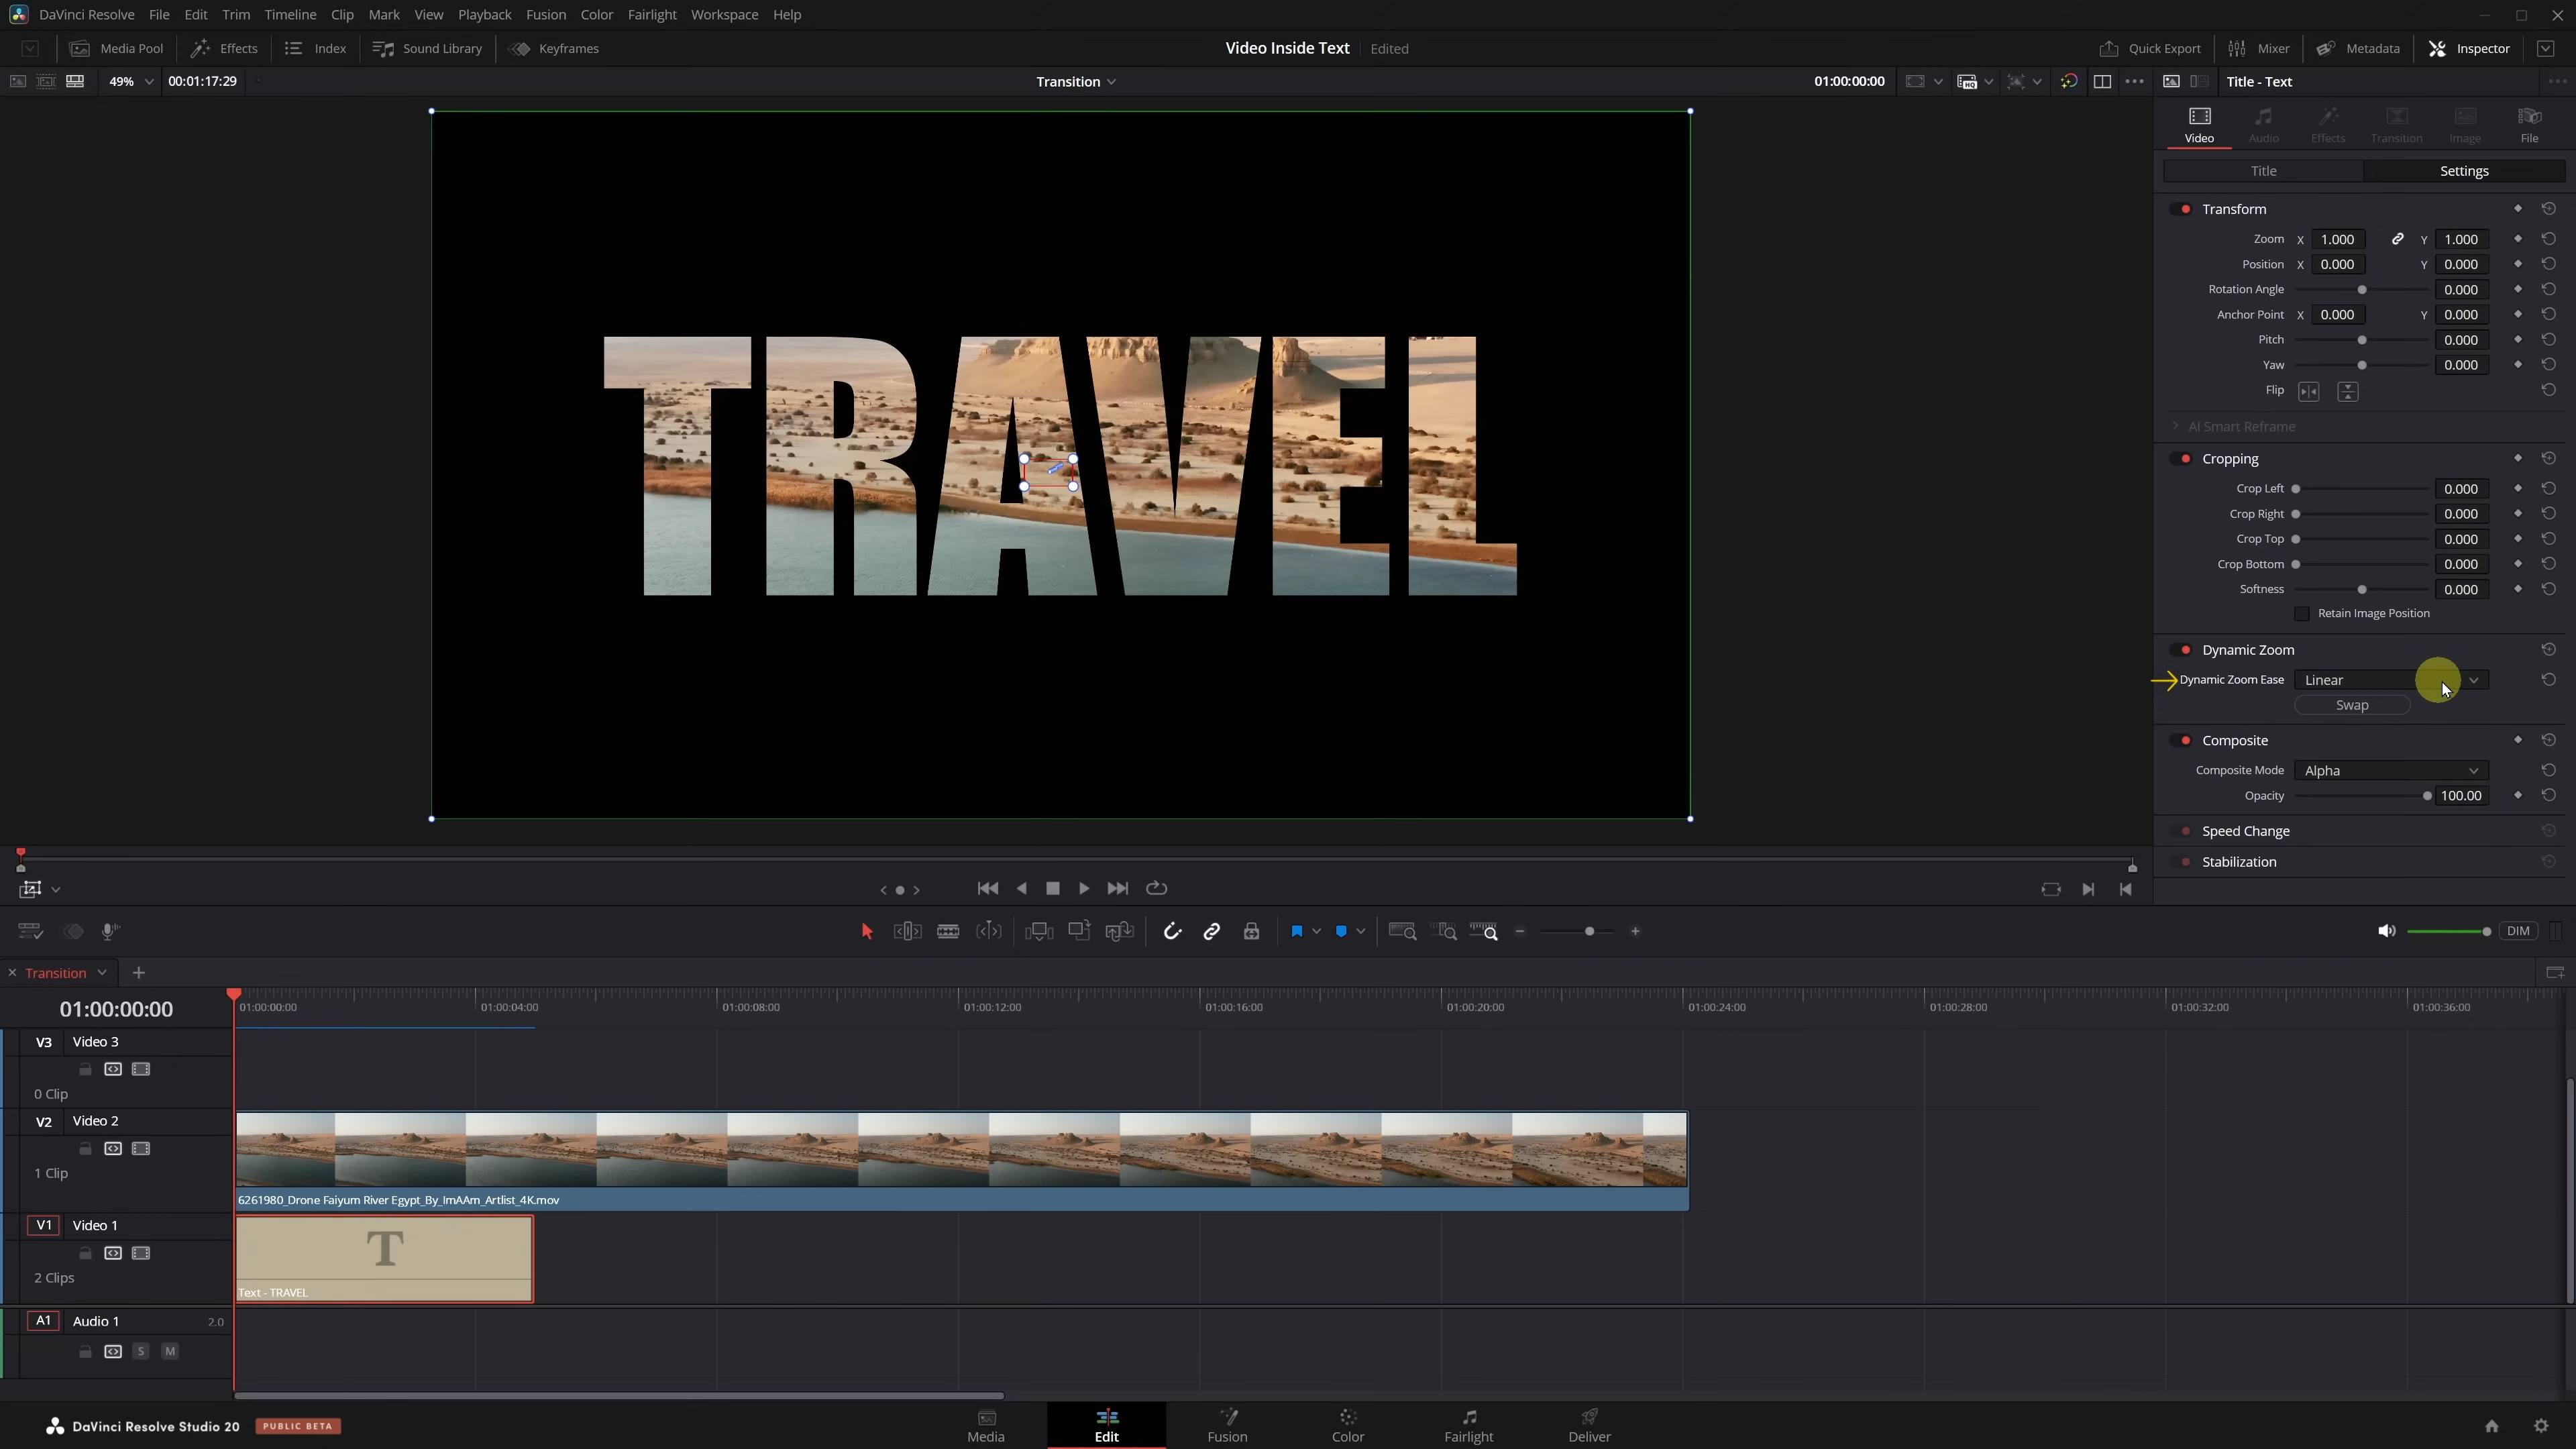 DaVinci Resolve File Edit Trim Timeline Clip Mark View Playback Fusion Color Fairlight Workspace Help
Media Pool Effects Index Sound Library Keyframes Video Inside Text Edited Quick Export Mixer Metadata Inspector
49% 00:01:17:29 Transition 01:00:00:00 Title - Text
Video Audio Effects Transition Image File
Title Settings
Transform
Zoom X 1.000 Y 1.000
Position X 0.000 Y 0.000
Rotation Angle 0.000
Anchor Point X 0.000 Y 0.000
Pitch 0.000
Yaw 0.000
Flip
AI Smart Reframe
Cropping
Crop Left 0.000
Crop Right 0.000
Crop Top 0.000
Crop Bottom 0.000
Softness 0.000
Retain Image Position
Dynamic Zoom
Dynamic Zoom Ease Linear
Swap
Composite
Composite Mode Alpha
Opacity 100.00
Speed Change
Stabilization
TRAVEL
DIM
Transition
01:00:00:00 01:00:00:00 01:00:04:00 01:00:08:00 01:00:12:00 01:00:16:00 01:00:20:00 01:00:24:00 01:00:28:00 01:00:32:00 01:00:36:00
V3 Video 3
0 Clip
V2 Video 2
1 Clip
6261980_Drone Faiyum River Egypt_By_ImAAm_Artlist_4K.mov
V1 Video 1
2 Clips
T
Text - TRAVEL
A1 Audio 1 2.0
S M
DaVinci Resolve Studio 20 PUBLIC BETA
Media Edit Fusion Color Fairlight Deliver